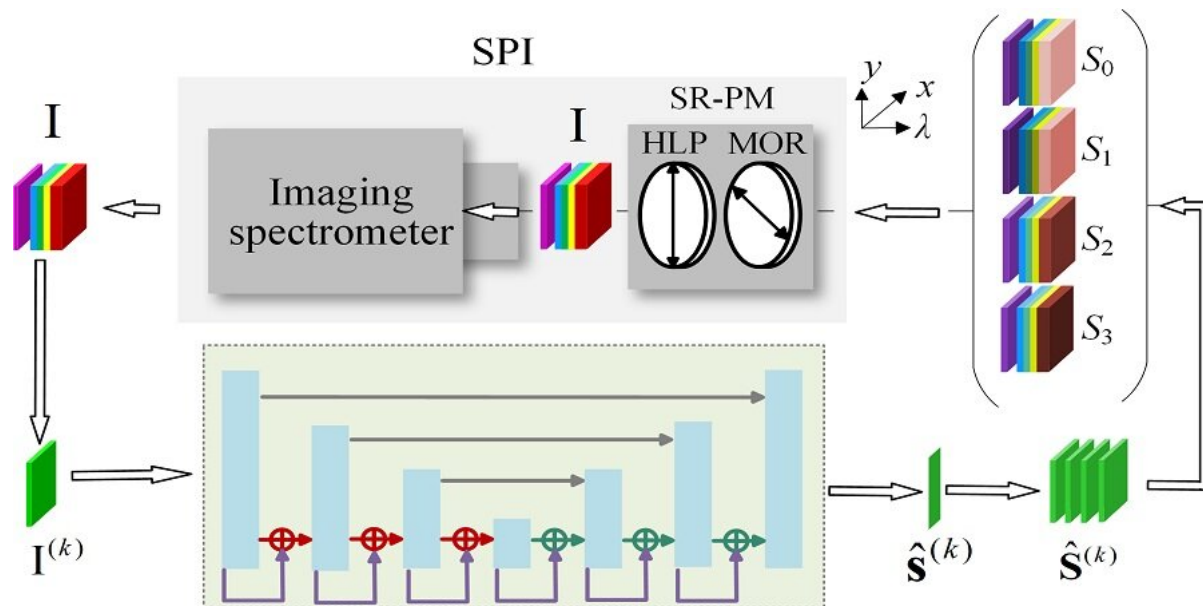 SPI
SR-PM
HLP MOR
I
I
Imaging
spectrometer
y
x
λ
S₀
S₁
S₂
S₃
I⁽ᵏ⁾
ŝ⁽ᵏ⁾
Ŝ⁽ᵏ⁾